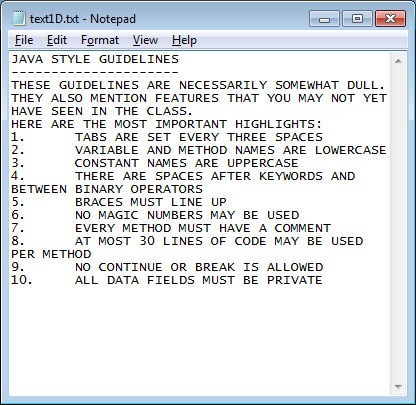 text1D.txt - Notepad
File Edit Format View Help
JAVA STYLE GUIDELINES
----------------------
THESE GUIDELINES ARE NECESSARILY SOMEWHAT DULL.
THEY ALSO MENTION FEATURES THAT YOU MAY NOT YET
HAVE SEEN IN THE CLASS.
HERE ARE THE MOST IMPORTANT HIGHLIGHTS:
1. TABS ARE SET EVERY THREE SPACES
2. VARIABLE AND METHOD NAMES ARE LOWERCASE
3. CONSTANT NAMES ARE UPPERCASE
4. THERE ARE SPACES AFTER KEYWORDS AND
BETWEEN BINARY OPERATORS
5. BRACES MUST LINE UP
6. NO MAGIC NUMBERS MAY BE USED
7. EVERY METHOD MUST HAVE A COMMENT
8. AT MOST 30 LINES OF CODE MAY BE USED
PER METHOD
9. NO CONTINUE OR BREAK IS ALLOWED
10. ALL DATA FIELDS MUST BE PRIVATE